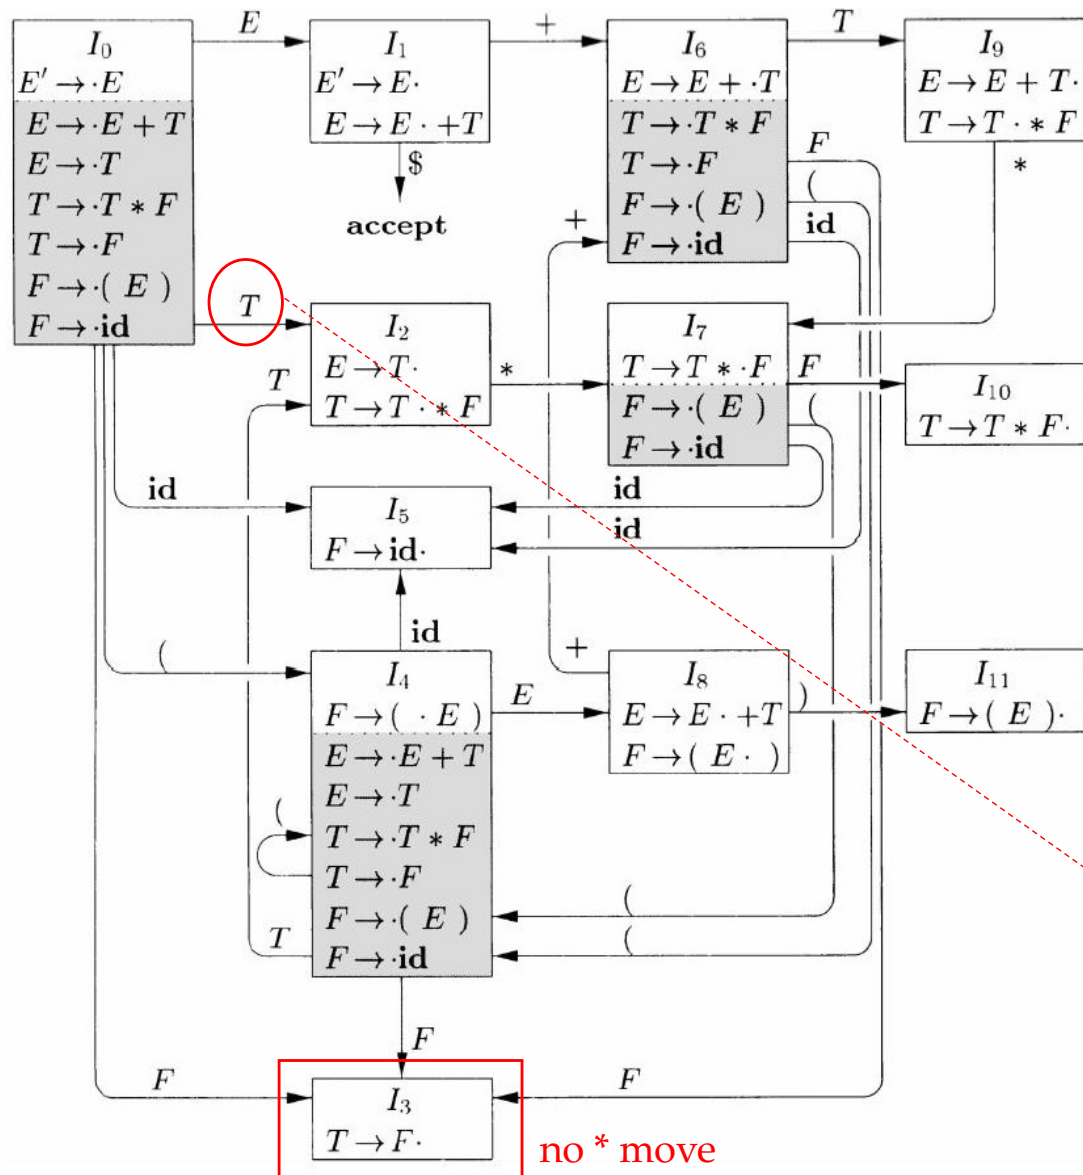 I₀
E' → ·E
E → ·E + T
E → ·T
T → ·T * F
T → ·F
F → ·( E )
F → ·id
E
I₁
E' → E·
E → E · +T
$
accept
+
I₆
E → E + ·T
T → ·T * F
T → ·F
F → ·( E )
F → ·id
T
I₉
E → E + T·
T → T · * F
*
F
(
id
+
T
I₂
E → T·
T → T · * F
T
*
I₇
T → T * ·F
F → ·( E )
F → ·id
F
(
I₁₀
T → T * F·
id
I₅
F → id·
id
id
id
(
I₄
F → ( · E )
E → ·E + T
E → ·T
T → ·T * F
T → ·F
F → ·( E )
F → ·id
E
+
I₈
E → E · +T
F → ( E · )
)
I₁₁
F → ( E )·
(
(
(
T
F
F
F
I₃
T → F·
no * move